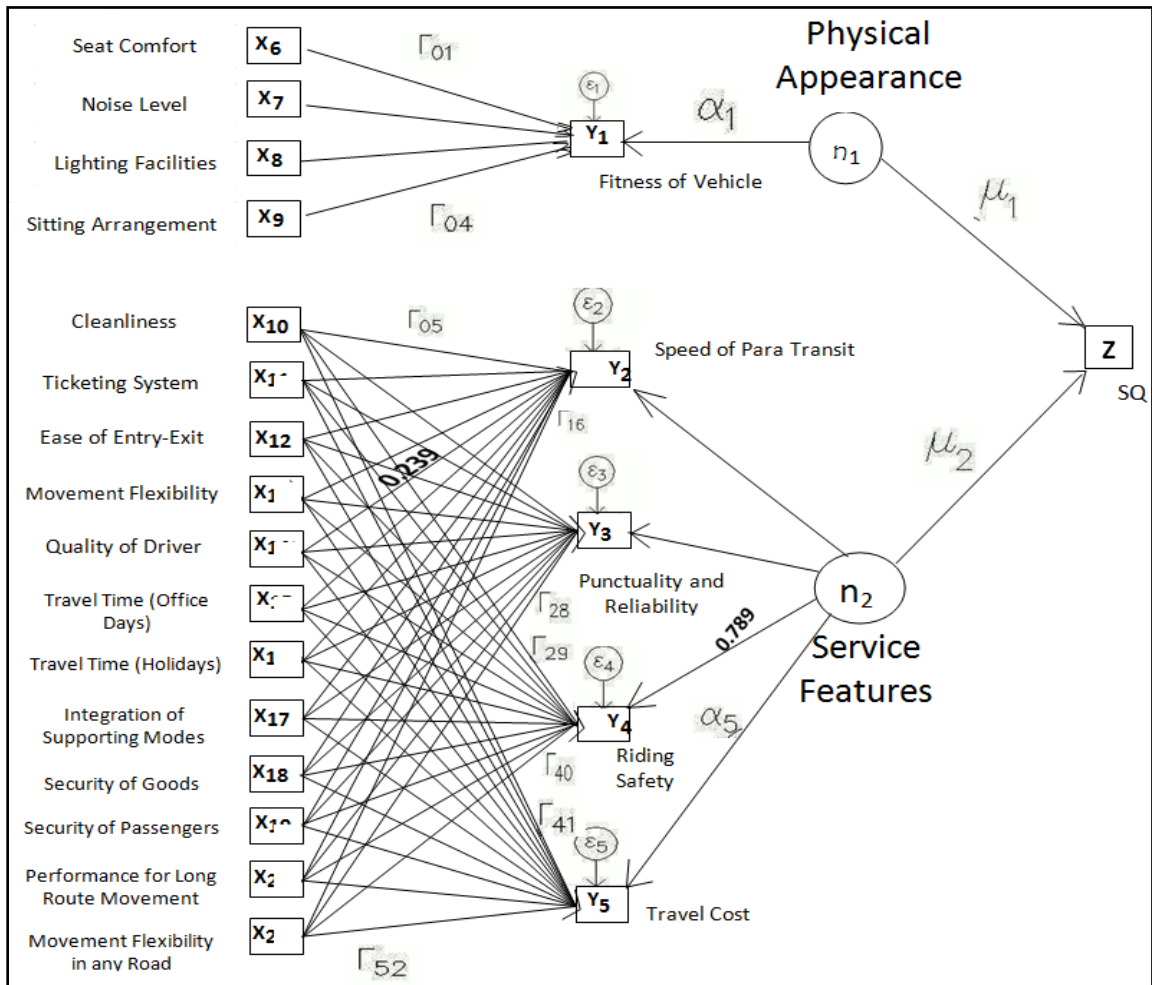 Physical
Appearance
Seat Comfort
X6
Γ01
Noise Level
X7
ε1
Y1
α1
n1
Lighting Facilities
X8
Fitness of Vehicle
μ1
Sitting Arrangement
X9
Γ04
Cleanliness
X10
Γ05
ε2
Y2
Speed of Para Transit
Z
SQ
Ticketing System
Γ16
μ2
Ease of Entry-Exit
X12
0.239
ε3
Y3
Movement Flexibility
Quality of Driver
Punctuality and
Reliability
n2
Service
Features
Travel Time (Office
Days)
Γ28
0.789
Travel Time (Holidays)
Γ29
ε4
Y4
Integration of
Supporting Modes
X17
Riding
Safety
α5
Security of Goods
X18
Γ40
Security of Passengers
Γ41
ε5
Performance for Long
Route Movement
Y5
Travel Cost
Movement Flexibility
in any Road
Γ52